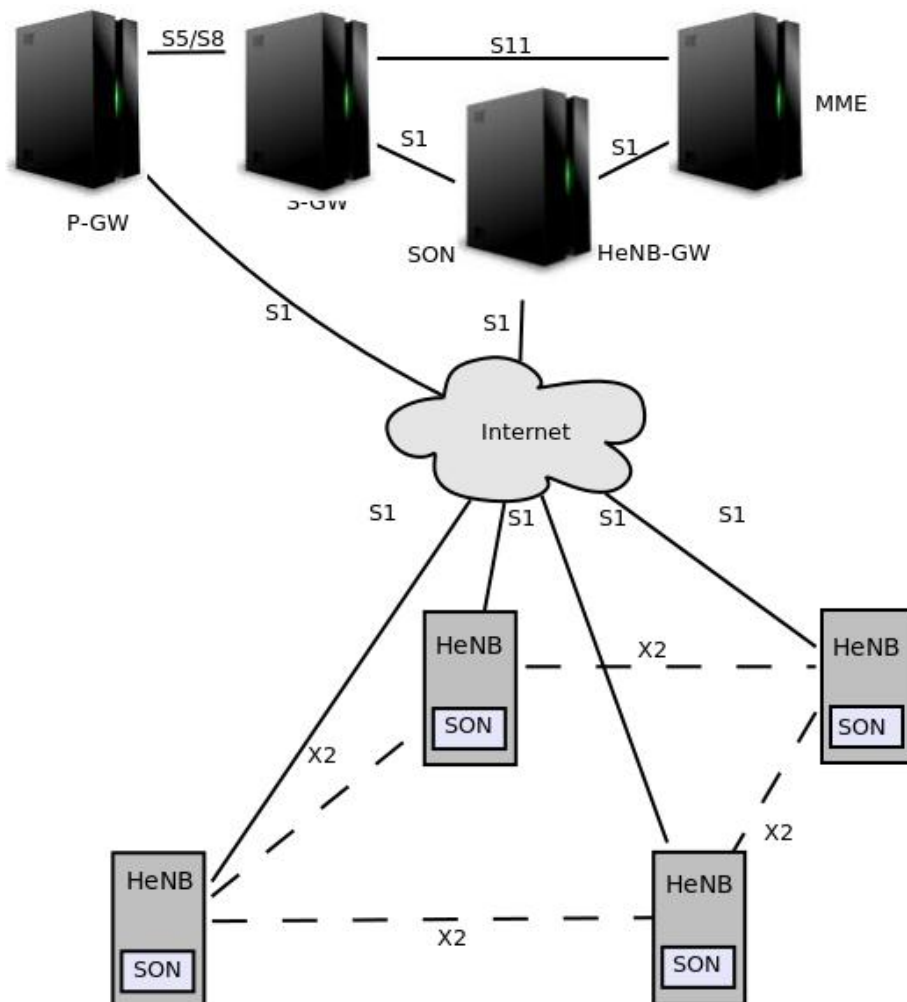 S5/S8
S11
MME
S1
S1
S-GW
P-GW
SON
HeNB-GW
S1
S1
Internet
S1
S1
S1
S1
HeNB
X2
HeNB
SON
SON
X2
X2
HeNB
HeNB
X2
SON
SON